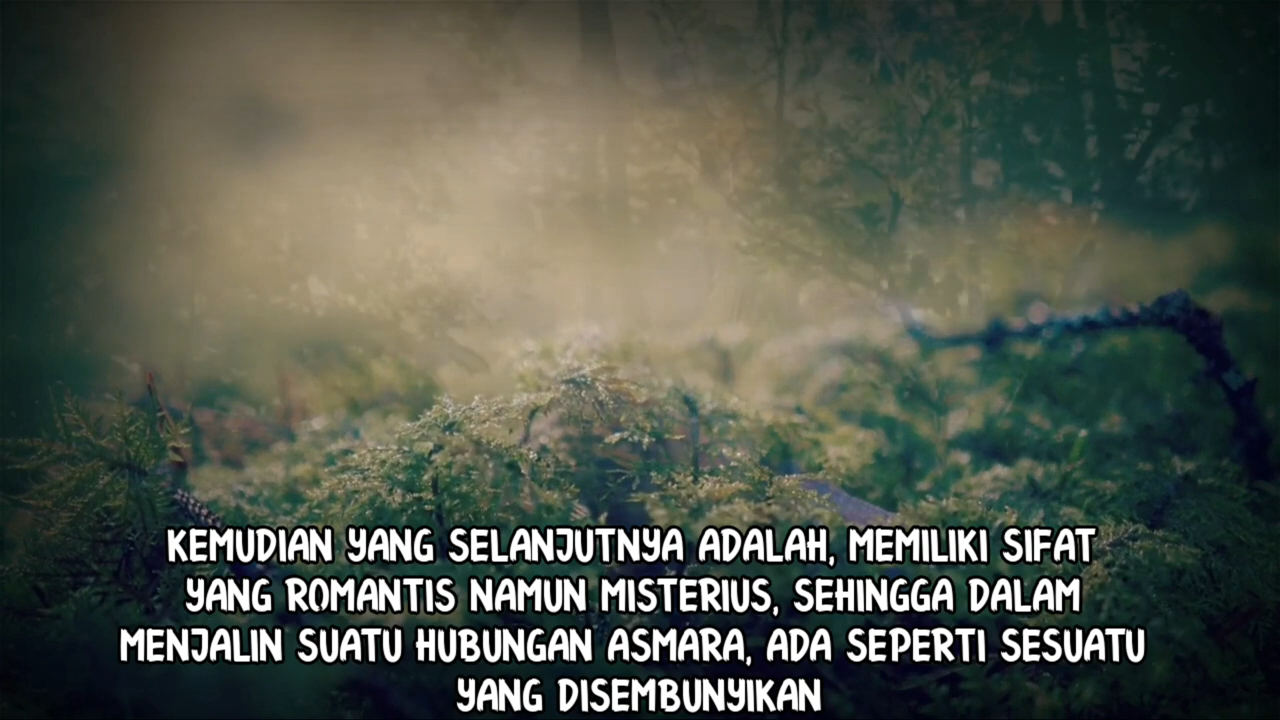 KEMUDIAN YANG SELANJUTNYA ADALAH, MEMILIKI SIFAT
YANG ROMANTIS NAMUN MISTERIUS, SEHINGGA DALAM
MENJALIN SUATU HUBUNGAN ASMARA, ADA SEPERTI SESUATU
YANG DISEMBUNYIKAN